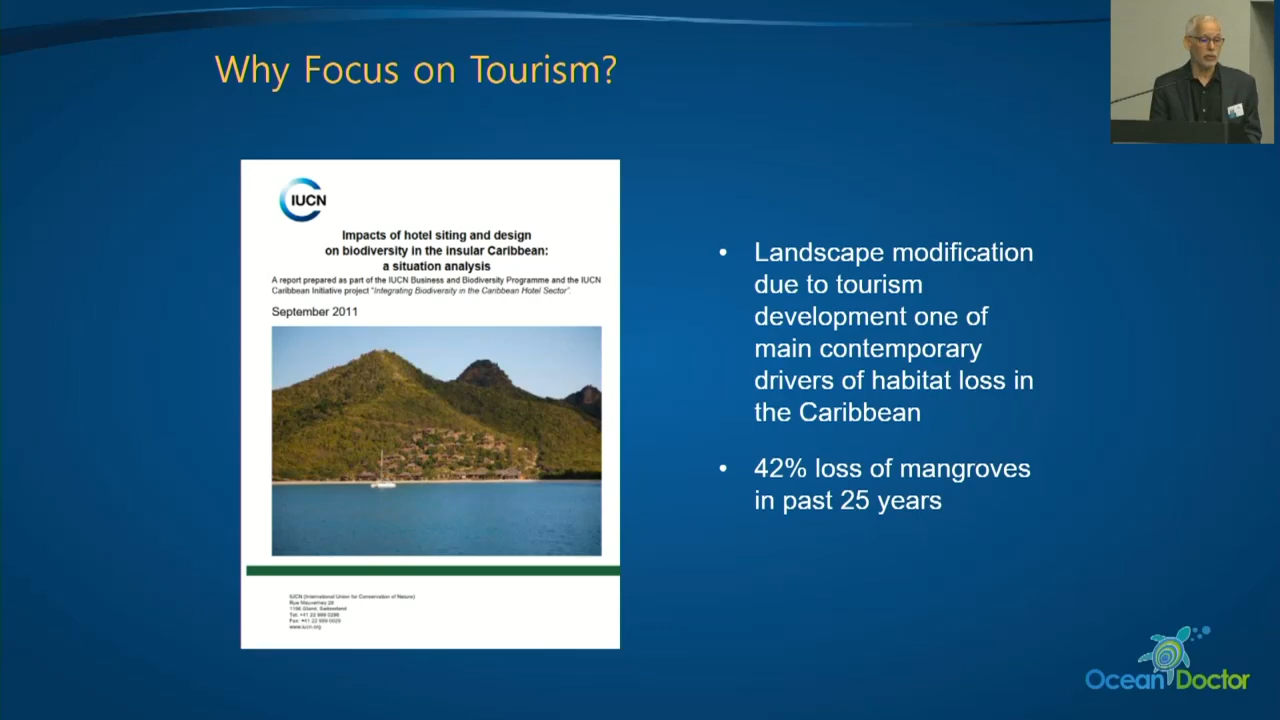 Why Focus on Tourism?
IUCN
Impacts of hotel siting and design
on biodiversity in the insular Caribbean:
a situation analysis
A report prepared as part of the IUCN Business and Biodiversity Programme and the IUCN
Caribbean Initiative project "Integrating Biodiversity in the Caribbean Hotel Sector".
September 2011
IUCN (International Union for Conservation of Nature)
Rue Mauverney 28
1196 Gland, Switzerland
Tel. +41 22 999 0296
Fax: +41 22 999 0029
www.iucn.org
• Landscape modification
due to tourism
development one of
main contemporary
drivers of habitat loss in
the Caribbean
• 42% loss of mangroves
in past 25 years
Ocean Doctor